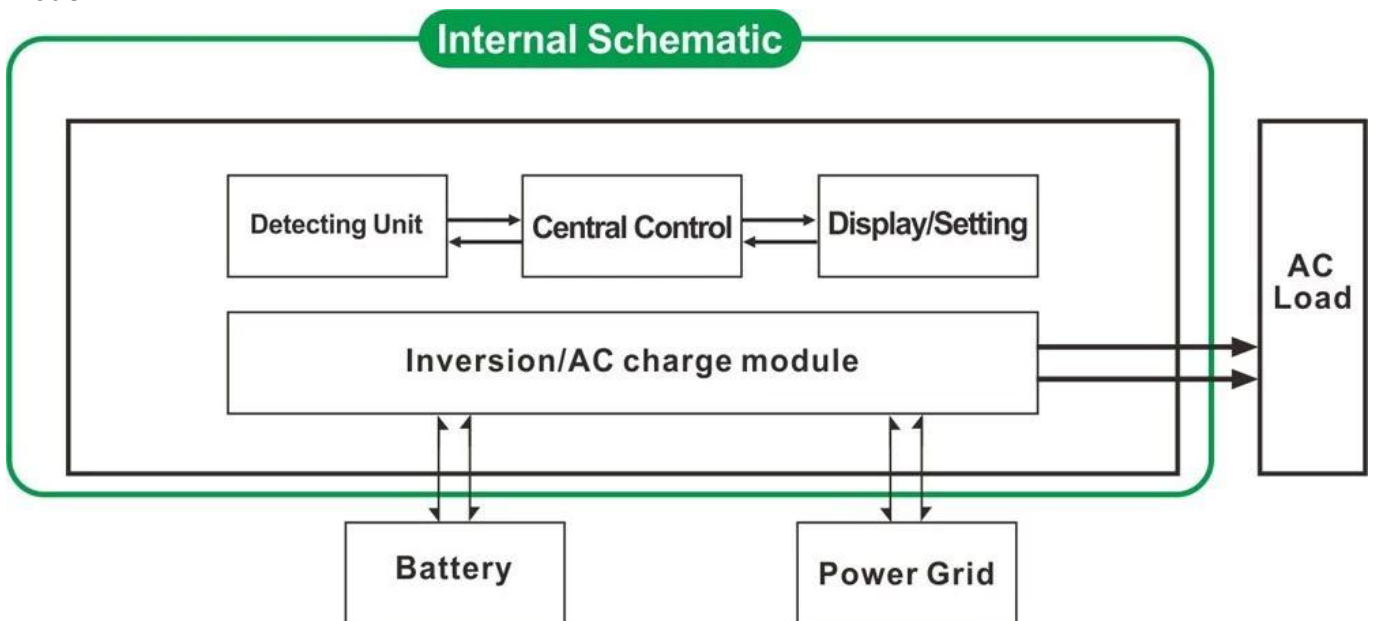 Internal Schematic
Detecting Unit
Central Control
Display/Setting
AC
Load
Inversion/AC charge module
Battery
Power Grid